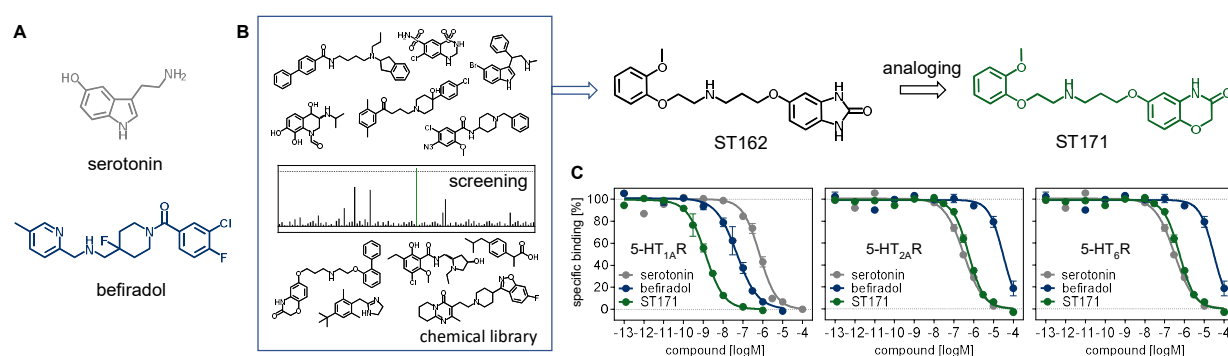 A
HO
NH2
N
H
serotonin
N
N
H
F
N
O
Cl
F
befiradol
B
screening
chemical library
O
O
H
N
O
H
N
O
N
H
ST162
analoging
O
O
H
N
O
H
N
O
O
ST171
C
specific binding [%]
100
80
60
40
20
0
5-HT1AR
serotonin
befiradol
ST171
-13 -12 -11 -10 -9 -8 -7 -6 -5 -4
compound [logM]
5-HT2AR
serotonin
befiradol
ST171
-13 -12 -11 -10 -9 -8 -7 -6 -5 -4
compound [logM]
5-HT6R
serotonin
befiradol
ST171
-13 -12 -11 -10 -9 -8 -7 -6 -5 -4
compound [logM]